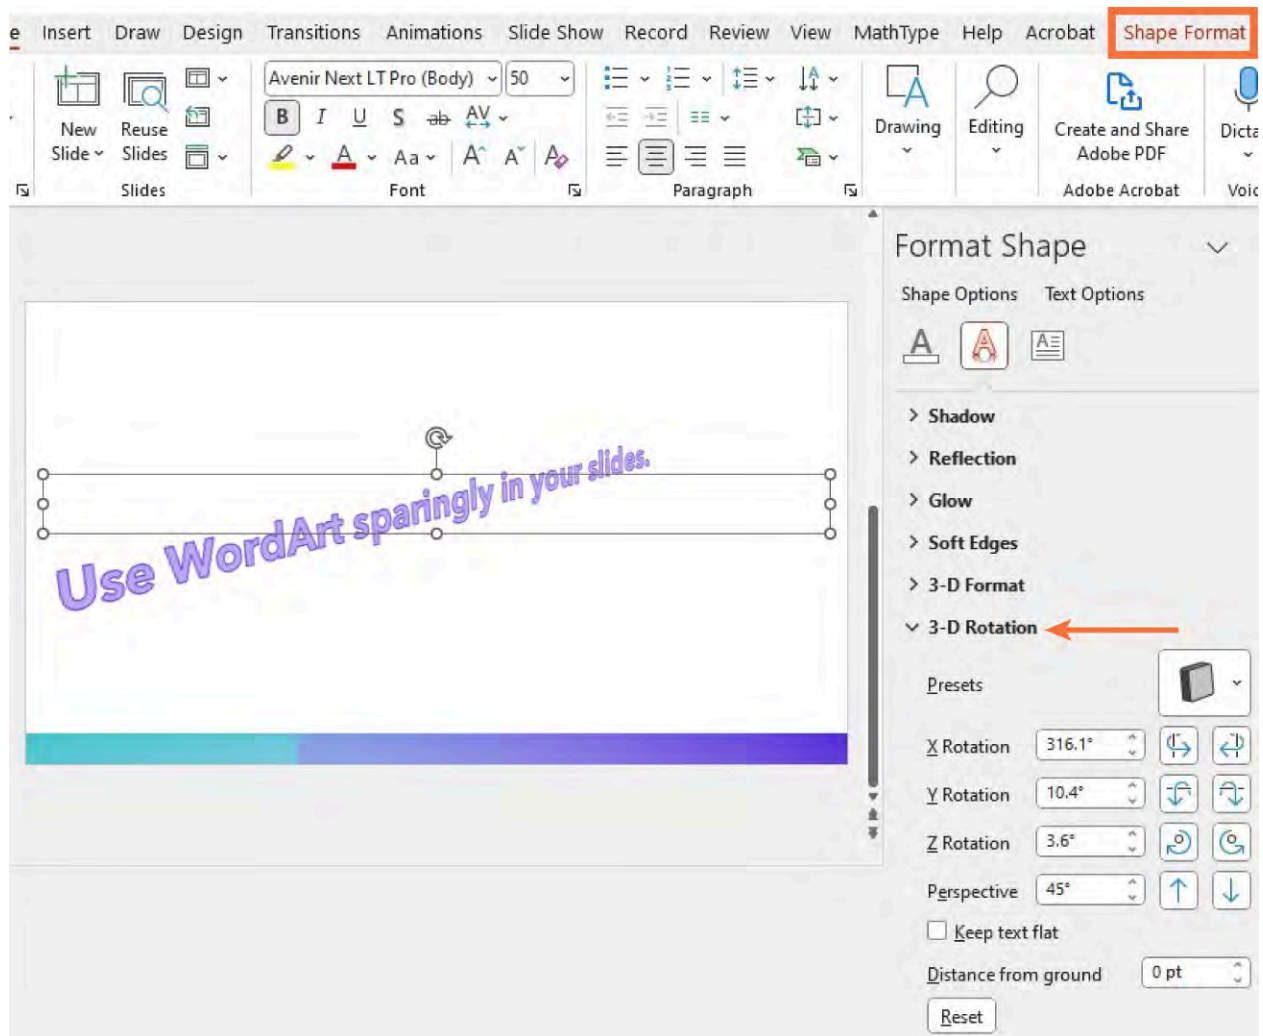 e Insert Draw Design Transitions Animations Slide Show Record Review View MathType Help Acrobat Shape Format
New Slide
Reuse Slides
Slides
Avenir Next LT Pro (Body) 50
B I U S ab AV
A Aa A A A
Font
Paragraph
Drawing
Editing
Create and Share
Adobe PDF
Adobe Acrobat
Dicta
Voic
Use WordArt sparingly in your slides.
Format Shape
Shape Options Text Options
Shadow
Reflection
Glow
Soft Edges
3-D Format
3-D Rotation
Presets
X Rotation 316.1°
Y Rotation 10.4°
Z Rotation 3.6°
Perspective 45°
Keep text flat
Distance from ground 0 pt
Reset